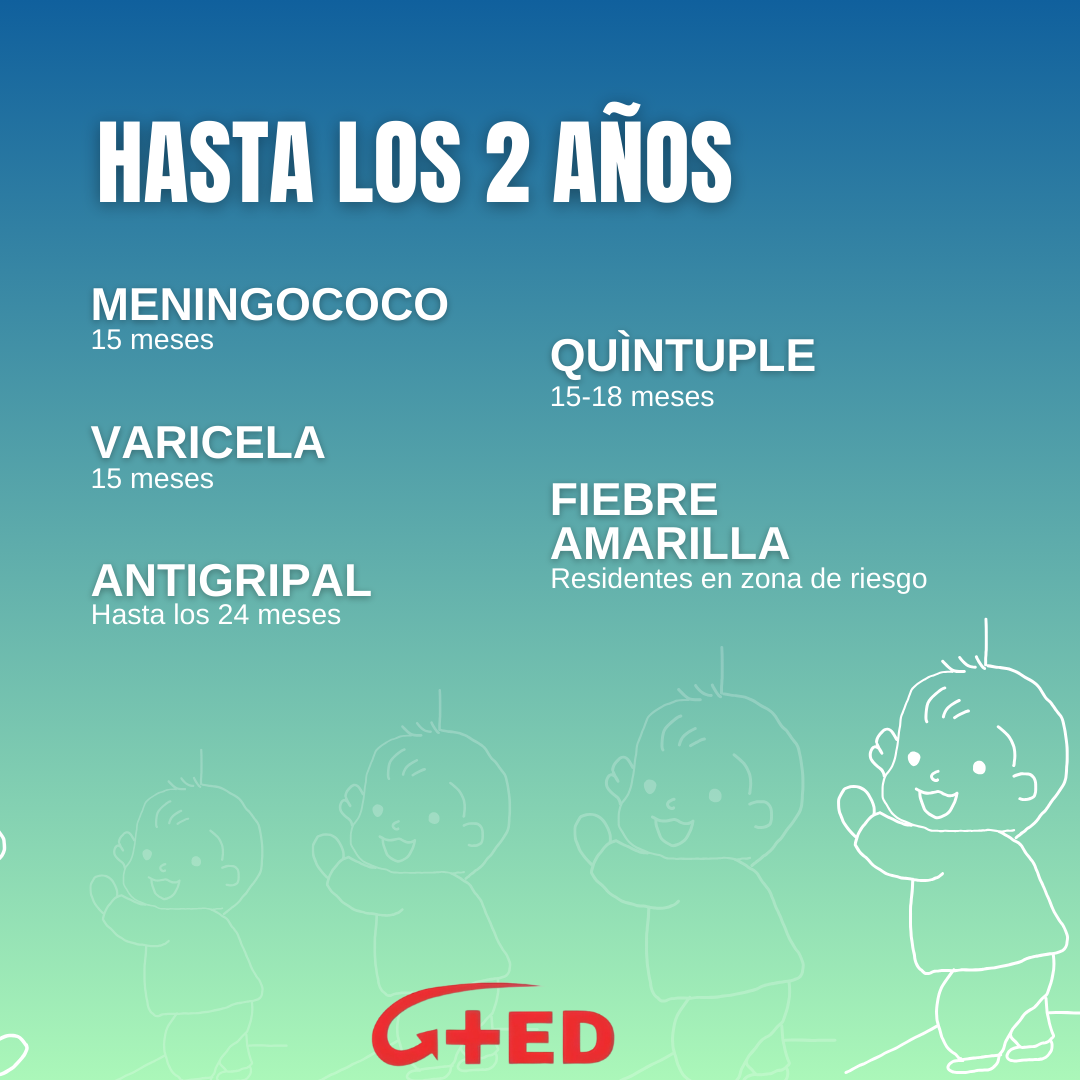 HASTA LOS 2 AÑOS
MENINGOCOCO
15 meses
VARICELA
15 meses
ANTIGRIPAL
Hasta los 24 meses
QUÌNTUPLE
15-18 meses
FIEBRE
AMARILLA
Residentes en zona de riesgo
G+ED